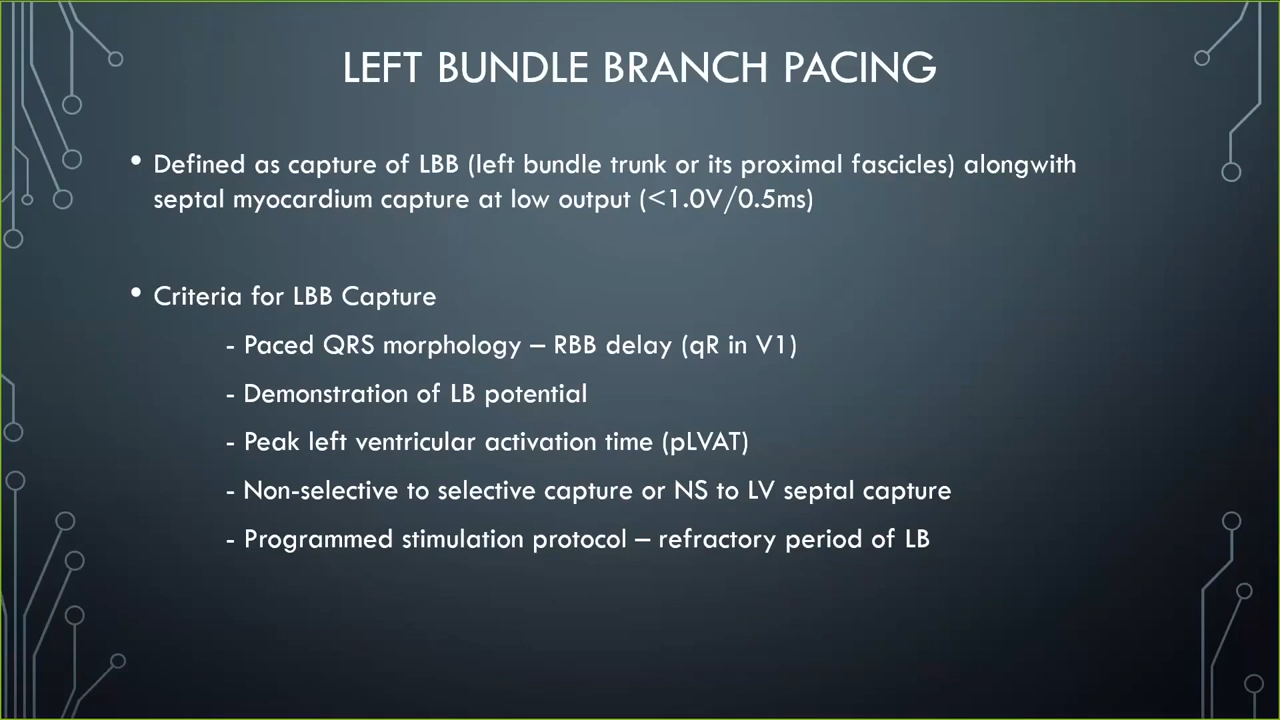 LEFT BUNDLE BRANCH PACING
• Defined as capture of LBB (left bundle trunk or its proximal fascicles) alongwith
septal myocardium capture at low output (<1.0V/0.5ms)
• Criteria for LBB Capture
- Paced QRS morphology – RBB delay (qR in V1)
- Demonstration of LB potential
- Peak left ventricular activation time (pLVAT)
- Non-selective to selective capture or NS to LV septal capture
- Programmed stimulation protocol – refractory period of LB